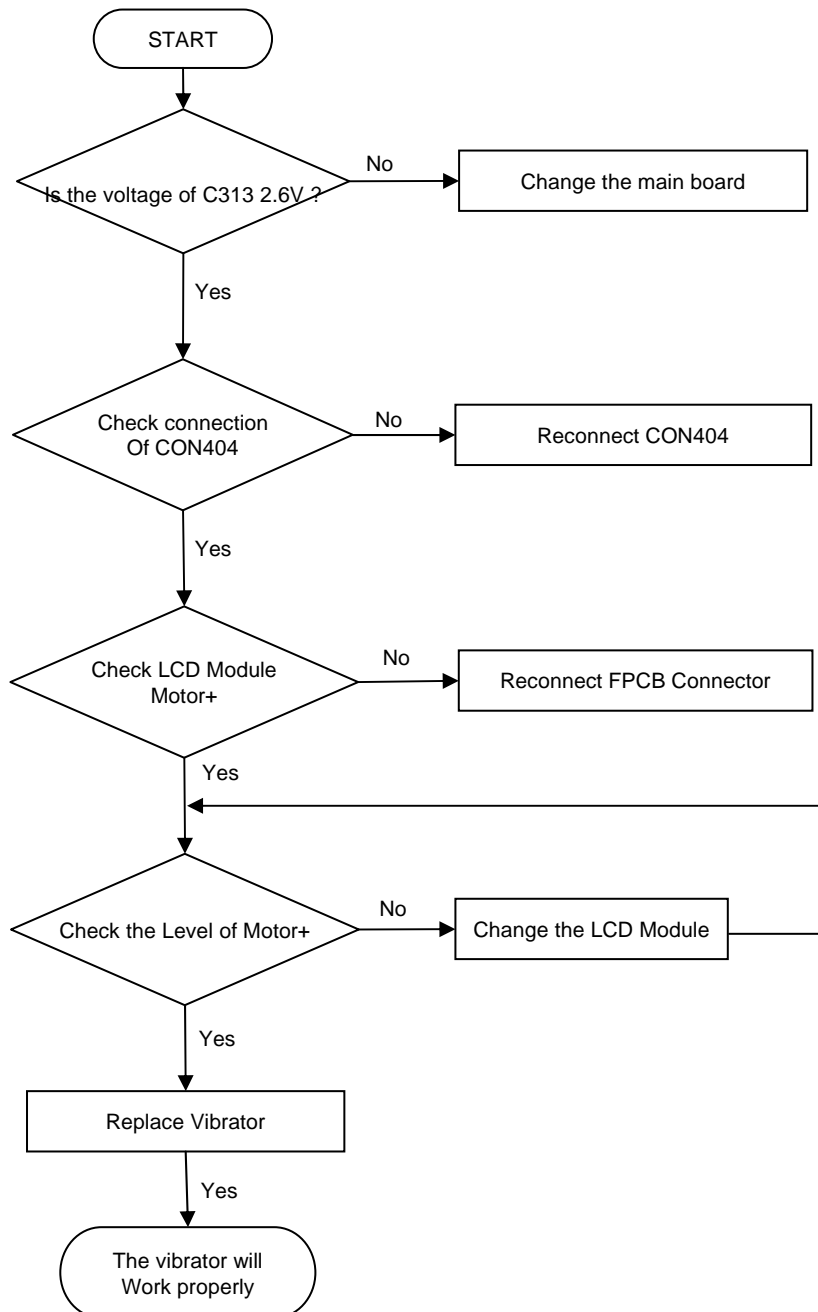 START
Is the voltage of C313 2.6V ?
No
Change the main board
Yes
Check connection
Of CON404
No
Reconnect CON404
Yes
Check LCD Module
Motor+
No
Reconnect FPCB Connector
Yes
Check the Level of Motor+
No
Change the LCD Module
Yes
Replace Vibrator
Yes
The vibrator will
Work properly